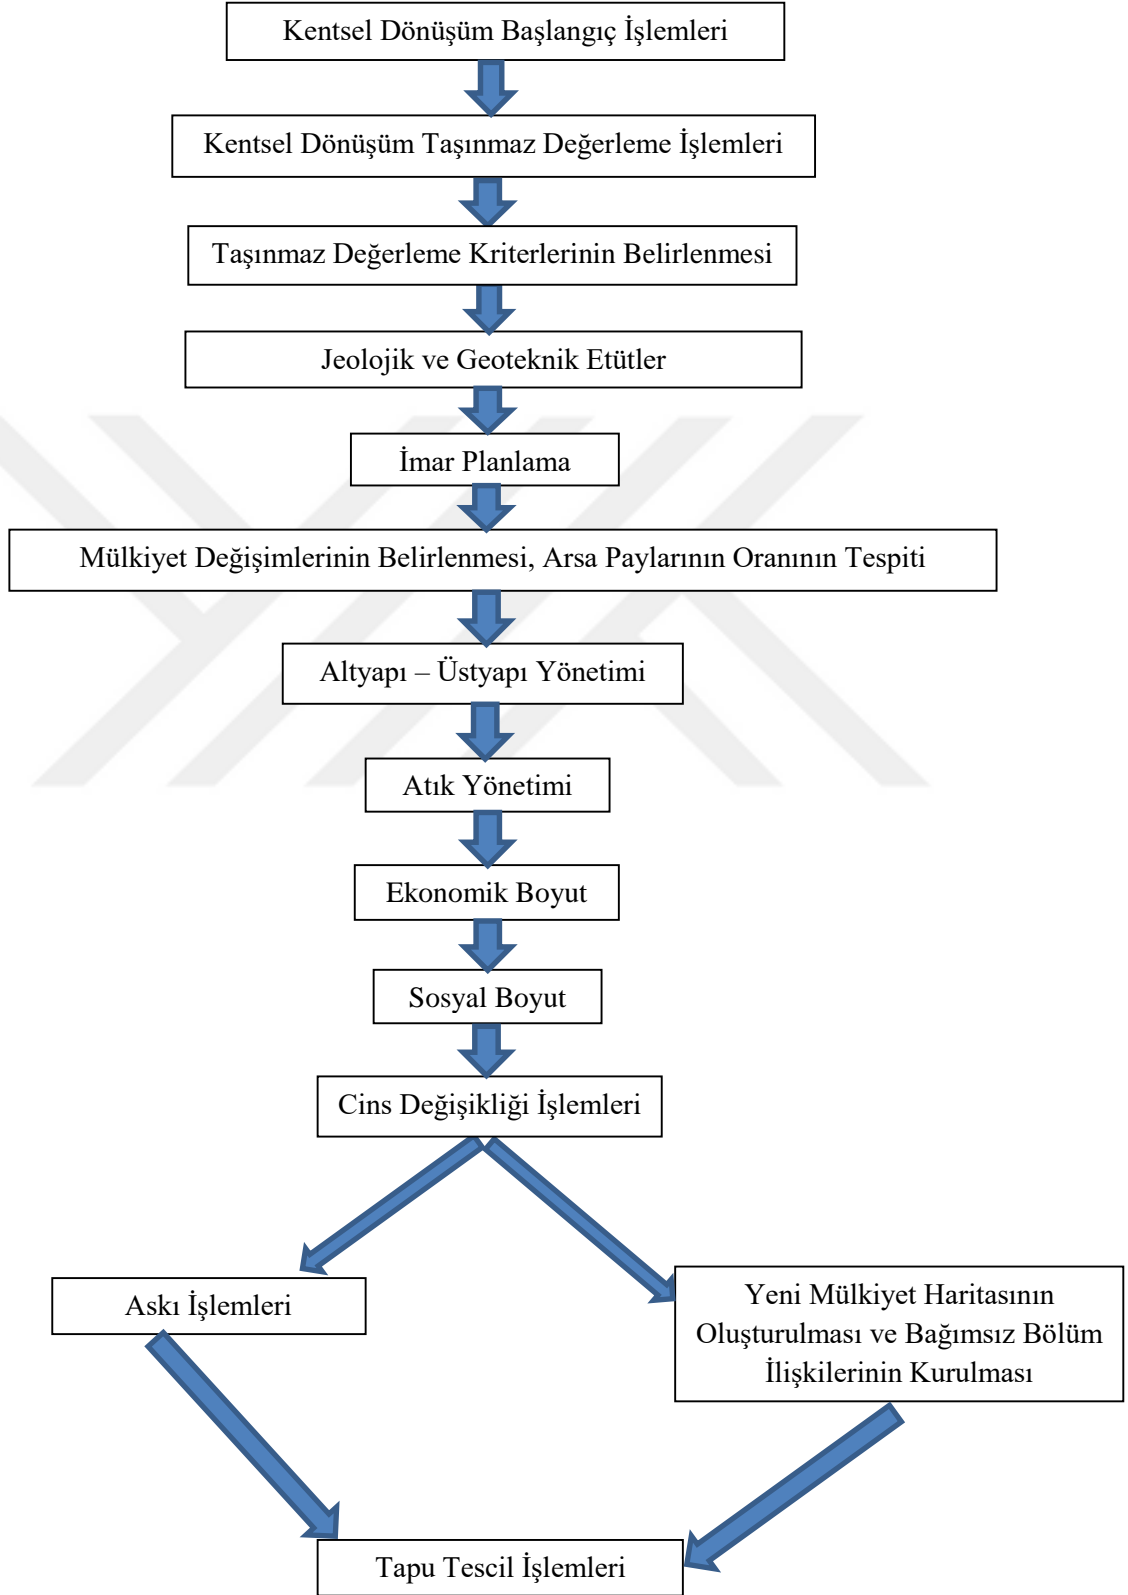 Kentsel Dönüşüm Başlangıç İşlemleri
Kentsel Dönüşüm Taşınmaz Değerleme İşlemleri
Taşınmaz Değerleme Kriterlerinin Belirlenmesi
Jeolojik ve Geoteknik Etütler
İmar Planlama
Mülkiyet Değişimlerinin Belirlenmesi, Arsa Paylarının Oranının Tespiti
Altyapı – Üstyapı Yönetimi
Atık Yönetimi
Ekonomik Boyut
Sosyal Boyut
Cins Değişikliği İşlemleri
Askı İşlemleri
Yeni Mülkiyet Haritasının
Oluşturulması ve Bağımsız Bölüm
İlişkilerinin Kurulması
Tapu Tescil İşlemleri